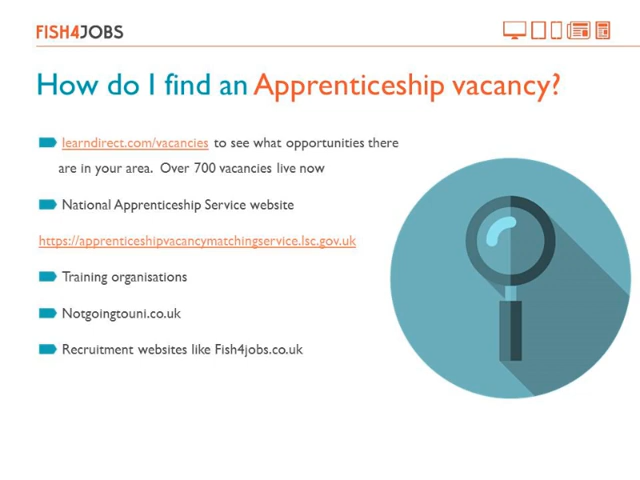 FISH4JOBS
How do I find an Apprenticeship vacancy?
learndirect.com/vacancies to see what opportunities there
are in your area. Over 700 vacancies live now
National Apprenticeship Service website
https://apprenticeshipvacancymatchingservice.lsc.gov.uk
Training organisations
Notgoingtouni.co.uk
Recruitment websites like Fish4jobs.co.uk